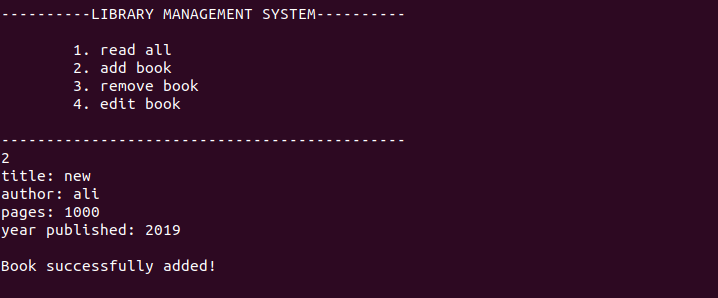 ----------LIBRARY MANAGEMENT SYSTEM----------
1. read all
2. add book
3. remove book
4. edit book
---------------------------------------------
2
title: new
author: ali
pages: 1000
year published: 2019
Book successfully added!